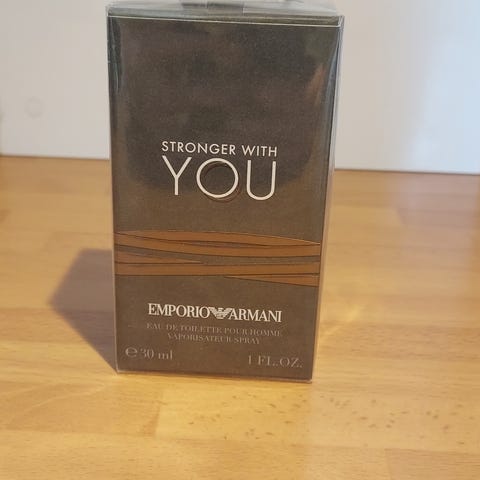 STRONGER WITH
YOU
EMPORIO ARMANI
EAU DE TOILETTE POUR HOMME
VAPORISATEUR-SPRAY
℮ 30 ml 1 FL.OZ.